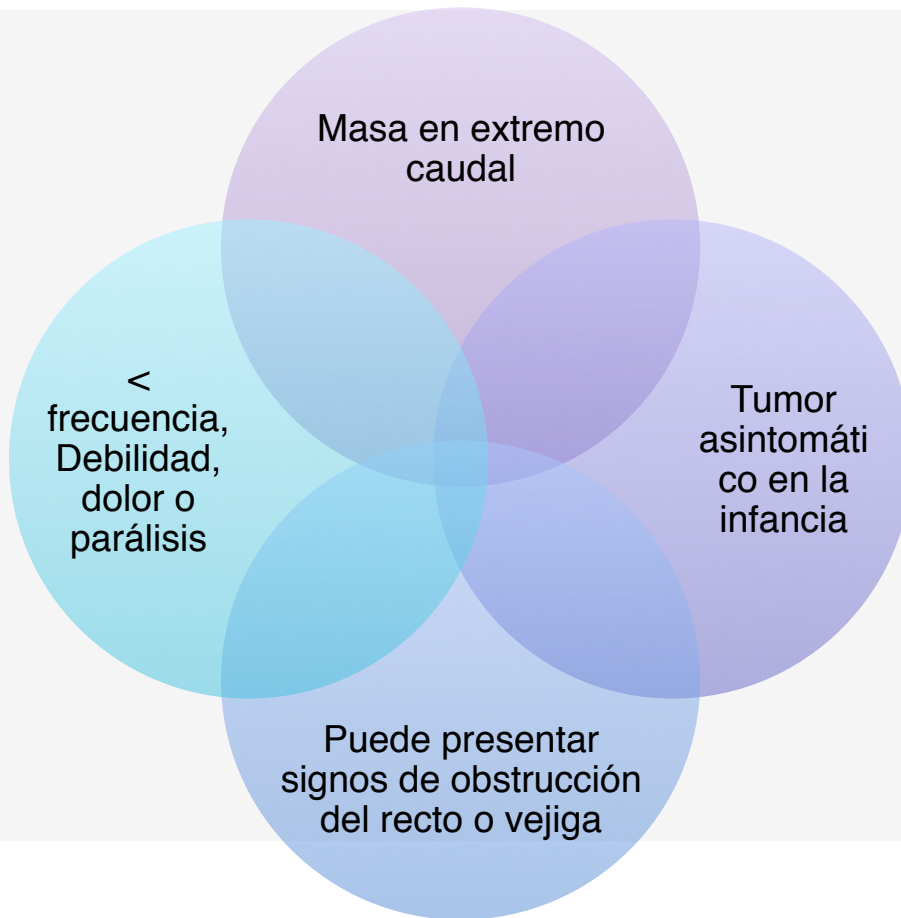 Masa en extremo
caudal
<
frecuencia,
Debilidad,
dolor o
parálisis
Tumor
asintomáti
co en la
infancia
Puede presentar
signos de obstrucción
del recto o vejiga